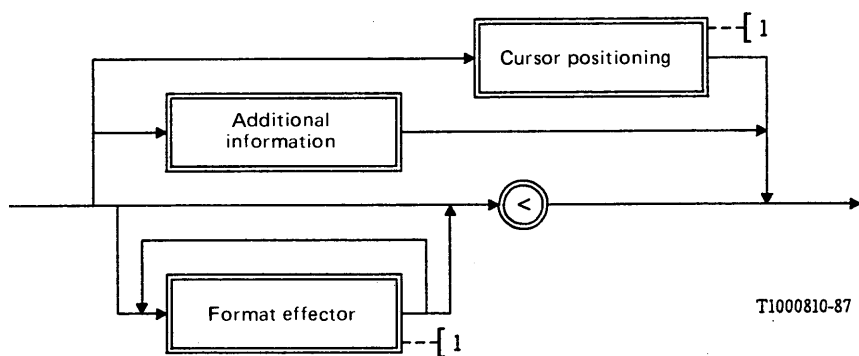 1
Cursor positioning
Additional
information
<
Format effector
1
T1000810-87